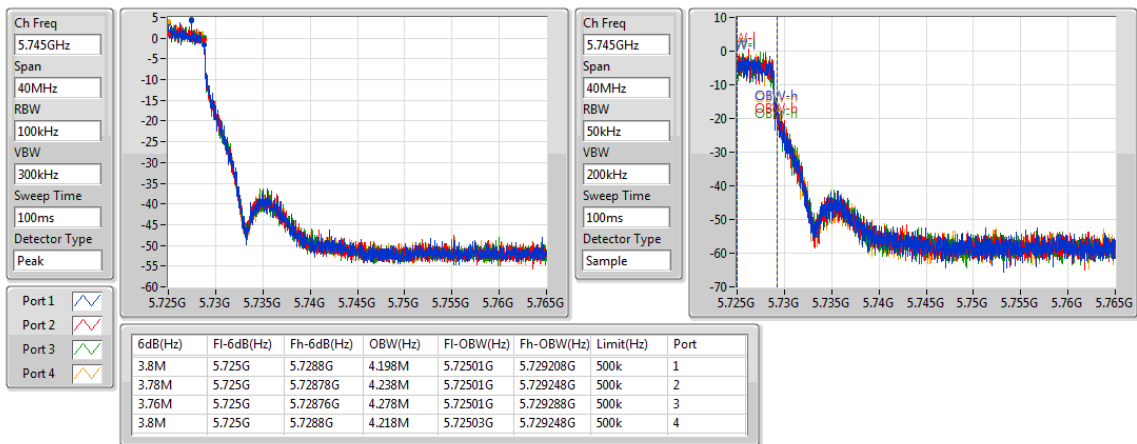 Ch Freq
5.745GHz
Span
40MHz
RBW
100kHz
VBW
300kHz
Sweep Time
100ms
Detector Type
Peak
5
0
-5
-10
-15
-20
-25
-30
-35
-40
-45
-50
-55
-60
5.725G 5.73G 5.735G 5.74G 5.745G 5.75G 5.755G 5.76G 5.765G
Ch Freq
5.745GHz
Span
40MHz
RBW
50kHz
VBW
200kHz
Sweep Time
100ms
Detector Type
Sample
10
0
-10
-20
-30
-40
-50
-60
-70
OBW-h
OBW-h
5.725G 5.73G 5.735G 5.74G 5.745G 5.75G 5.755G 5.76G 5.765G
Port 1
Port 2
Port 3
Port 4
6dB(Hz) Fl-6dB(Hz) Fh-6dB(Hz) OBW(Hz) Fl-OBW(Hz) Fh-OBW(Hz) Limit(Hz) Port
3.8M 5.725G 5.7288G 4.198M 5.72501G 5.729208G 500k 1
3.78M 5.725G 5.72878G 4.238M 5.72501G 5.729248G 500k 2
3.76M 5.725G 5.72876G 4.278M 5.72501G 5.729288G 500k 3
3.8M 5.725G 5.7288G 4.218M 5.72503G 5.729248G 500k 4